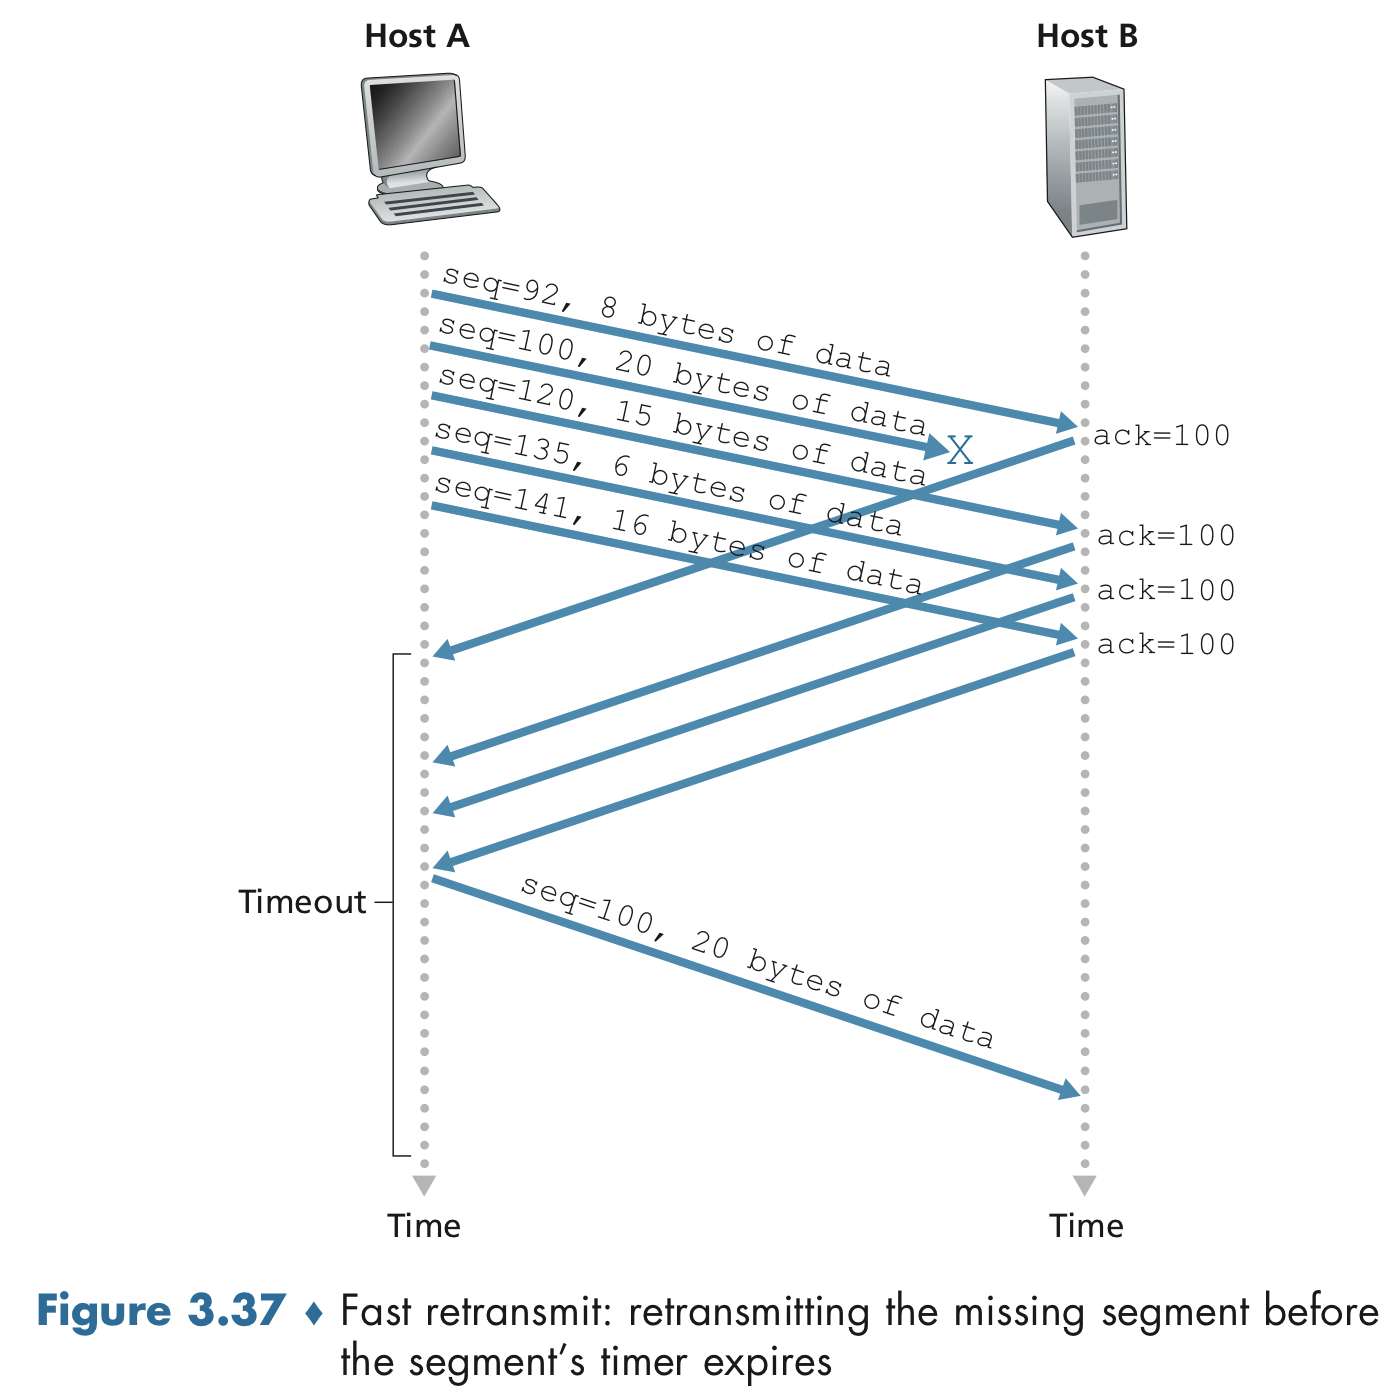 Host A
Host B
seq=92, 8 bytes of data
seq=100, 20 bytes of data
X
ack=100
seq=120, 15 bytes of data
seq=135, 6 bytes of data
seq=141, 16 bytes of data
ack=100
ack=100
ack=100
Timeout
seq=100, 20 bytes of data
Time
Time
Figure 3.37 ♦ Fast retransmit: retransmitting the missing segment before
the segment’s timer expires